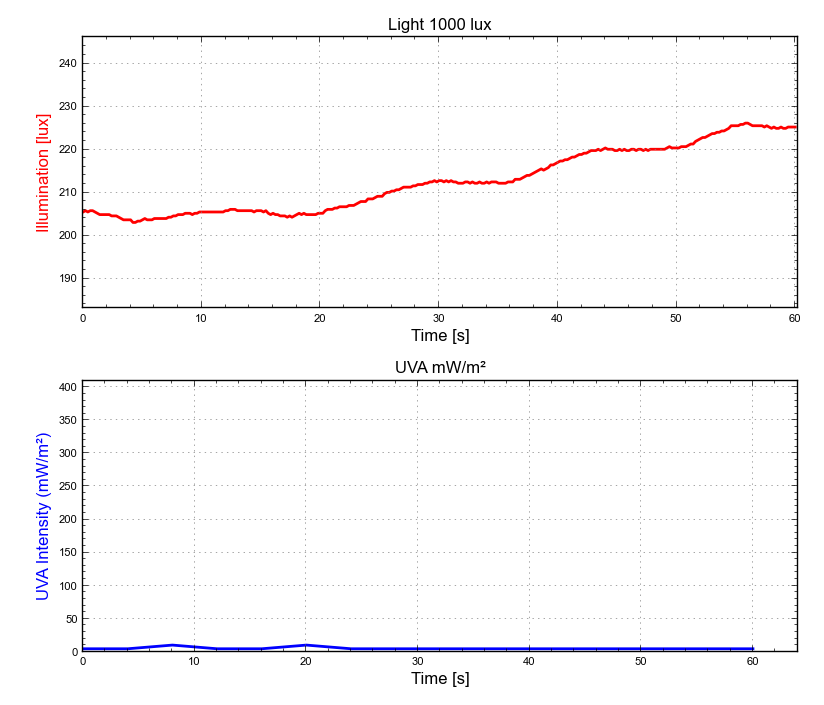 Light 1000 lux
240
230
220
210
200
190
Illumination [lux]
0 10 20 30 40 50 60
Time [s]
UVA mW/m²
400
350
300
250
200
150
100
50
0
UVA Intensity (mW/m²)
0 10 20 30 40 50 60
Time [s]